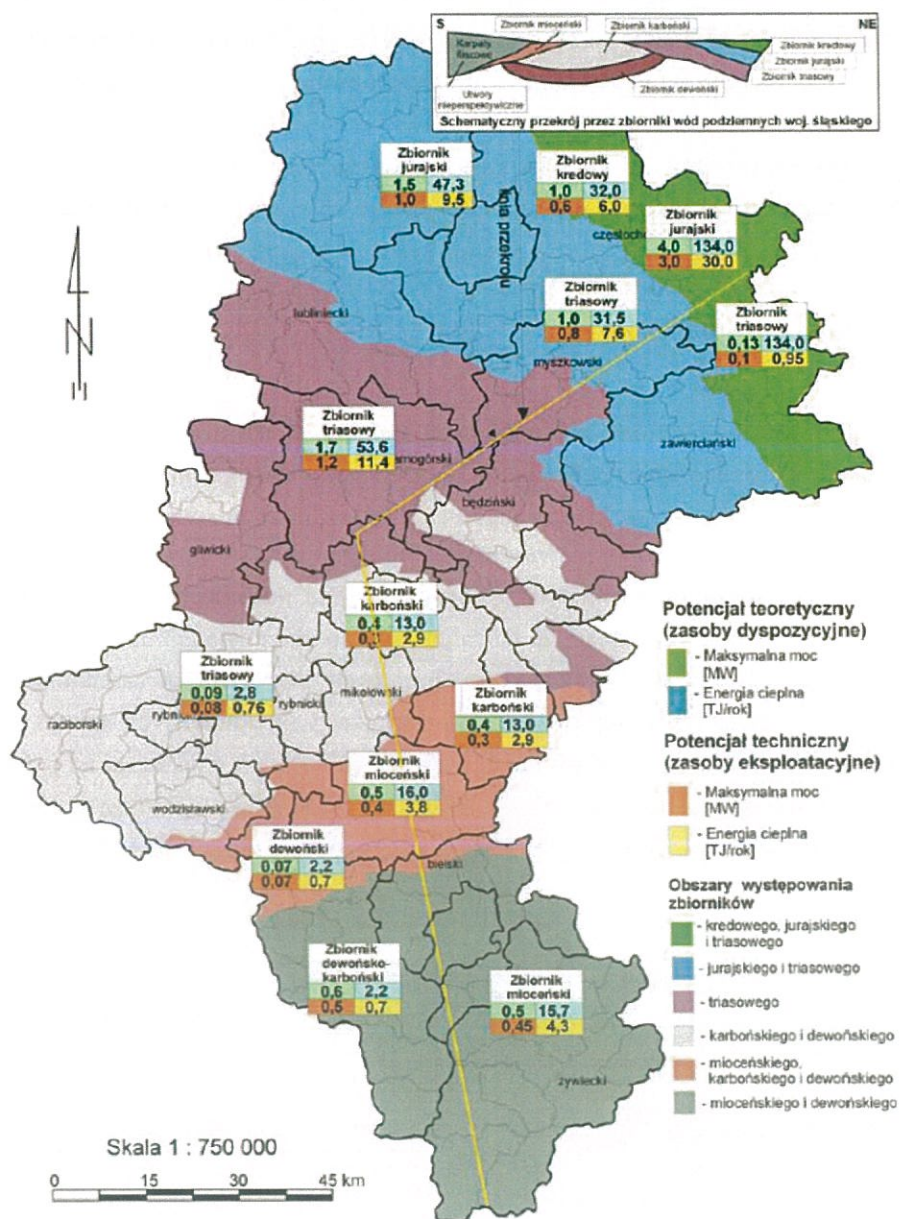 S
NE
Zbiornik mioceński
Zbiornik karboński
Karpaty fliszowe
Zbiornik kredowy
Zbiornik jurajski
Zbiornik triasowy
Zbiornik dewoński
Utwory
nieperspektywiczne
Schematyczny przekrój przez zbiorniki wód podziemnych woj. śląskiego
Zbiornik
jurajski
1,5 47,3
1,0 9,5
Zbiornik
kredowy
1,0 32,0
0,6 6,0
linia przekroju
częstocho
Zbiornik
jurajski
4,0 134,0
3,0 30,0
N
lubliniecki
Zbiornik
triasowy
1,0 31,5
0,8 7,6
Zbiornik
triasowy
0,13 134,0
0,1 0,95
myszkowski
Zbiornik
triasowy
1,7 53,6
1,2 11,4
rnogórski
zawierciański
będziński
gliwicki
Zbiornik
karboński
0,4 13,0
0,3 2,9
Zbiornik
triasowy
0,09 2,8
0,08 0,76
raciborski
rybnic
rybnicki
mikołowski
Zbiornik
karboński
0,4 13,0
0,3 2,9
Zbiornik
mioceński
0,5 16,0
0,4 3,8
wodzisławski
Zbiornik
dewoński
0,07 2,2
0,07 0,7
bielski
Zbiornik
dewońsko-
karboński
0,6 2,2
0,5 0,7
Zbiornik
mioceński
0,5 15,7
0,45 4,3
żywiecki
Potencjał teoretyczny
(zasoby dyspozycyjne)
- Maksymalna moc
[MW]
- Energia cieplna
[TJ/rok]
Potencjał techniczny
(zasoby eksploatacyjne)
- Maksymalna moc
[MW]
- Energia cieplna
[TJ/rok]
Obszary występowania
zbiorników
- kredowego, jurajskiego
i triasowego
- jurajskiego i triasowego
- triasowego
- karbońskiego i dewońskiego
- mioceńskiego,
karbońskiego i dewońskiego
- mioceńskiego i dewońskiego
Skala 1 : 750 000
0 15 30 45 km